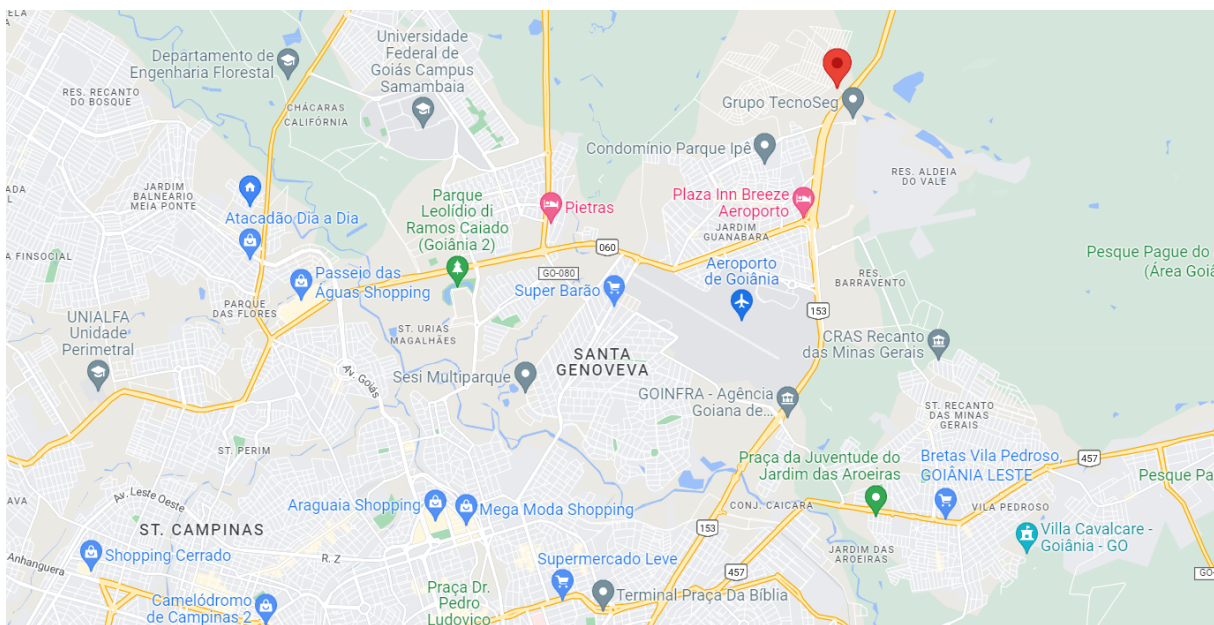 Departamento de
Engenharia Florestal
Universidade
Federal de
Goiás Campus
Samambaia
RES. RECANTO
DO BOSQUE
CHÁCARAS
CALIFÓRNIA
Grupo TecnoSeg
Condomínio Parque Ipê
RES. ALDEIA
DO VALE
JARDIM
BALNEÁRIO
MEIA PONTE
Atacadão Dia a Dia
Parque
Leolídio di
Ramos Caiado
(Goiânia 2)
Pietras
Plaza Inn Breeze
Aeroporto
JARDIM
GUANABARA
060
GO-080
A FINSOCIAL
Passeio das
Águas Shopping
Super Barão
Aeroporto
de Goiânia
RES.
BARRAVENTO
Pesque Pague do
(Área Goiâ
PARQUE
DAS FLORES
153
UNIALFA
Unidade
Perimetral
ST. URIAS
MAGALHÃES
SANTA
GENOVEVA
CRAS Recanto
das Minas Gerais
Av. Goiás
Sesi Multiparque
GOINFRA - Agência
Goiana de...
ST. RECANTO
DAS MINAS
GERAIS
ST. PERIM
Praça da Juventude do
Jardim das Aroeiras
Bretas Vila Pedroso,
GOIÂNIA LESTE
457
Pesque Pa
Av. Leste Oeste
Araguaia Shopping
Mega Moda Shopping
CONJ. CAIÇARA
VILA PEDROSO
ST. CAMPINAS
153
Villa Cavalcare -
Goiânia - GO
Anhanguera
Shopping Cerrado
R. Z
Supermercado Leve
JARDIM DAS
AROEIRAS
457
GO-
Camelódromo
de Campinas 2
Praça Dr.
Pedro
Ludovico
Terminal Praça Da Bíblia